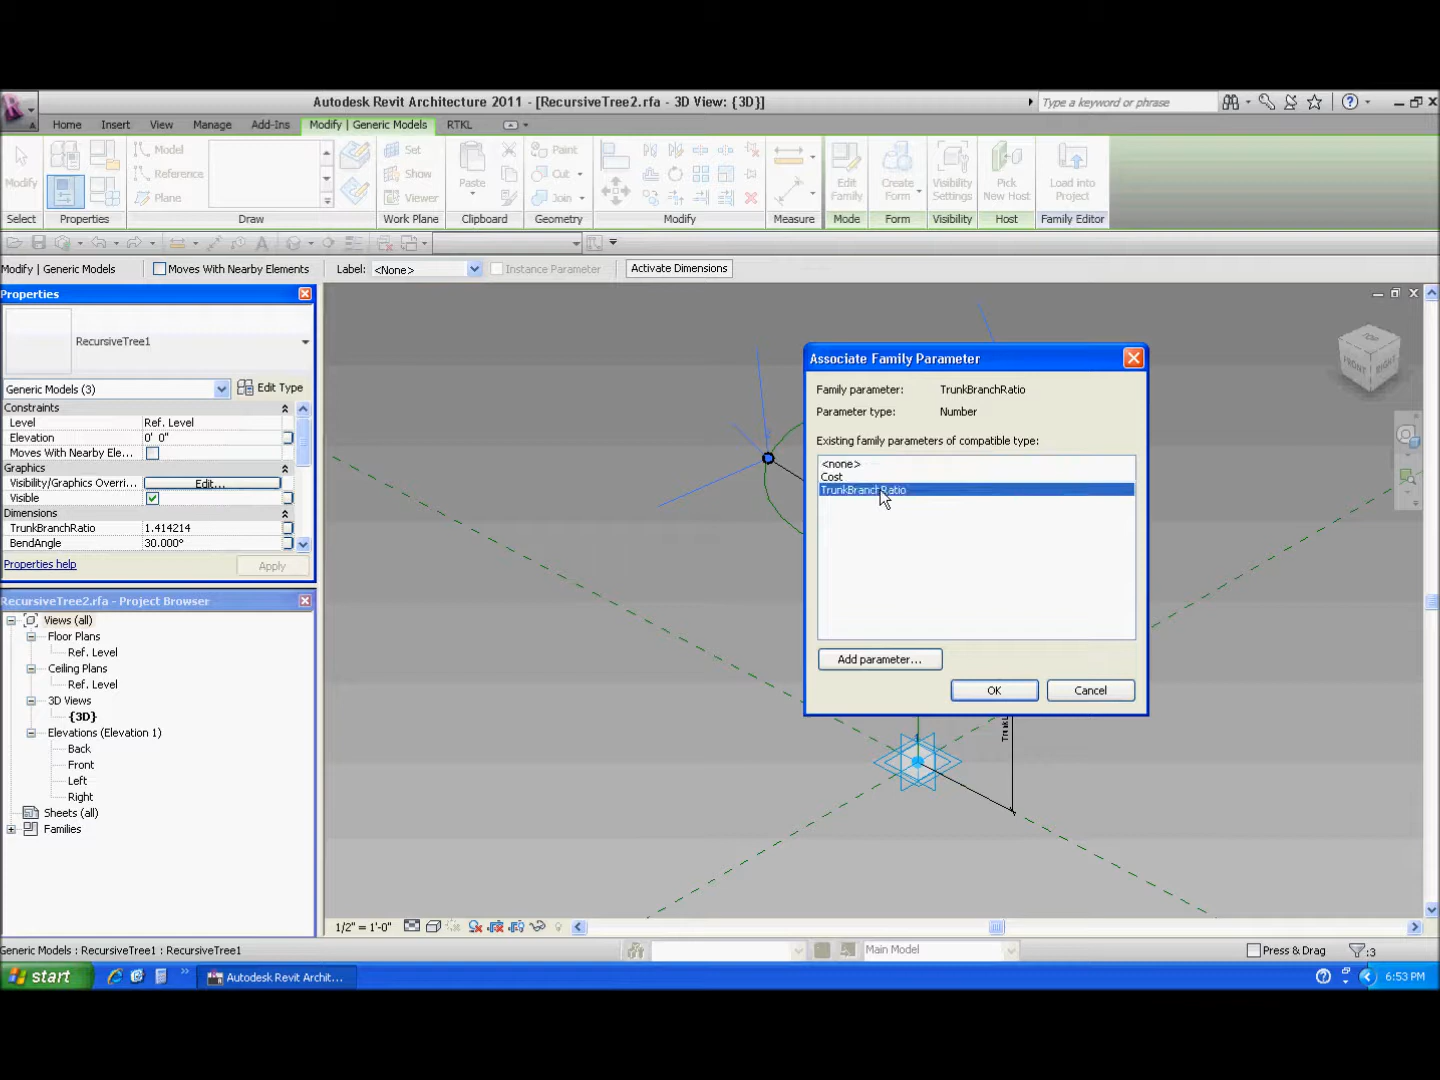 Autodesk Revit Architecture 2011 - [RecursiveTree2.rfa - 3D View: {3D}]
Type a keyword or phrase
Home Insert View Manage Add-Ins Modify | Generic Models RTKL
Modify
Model
Reference
Plane
Set
Show
Viewer
Paste
Paint
Cut
Join
Edit Family
Create Form
Visibility Settings
Pick New Host
Load into Project
Select Properties Draw Work Plane Clipboard Geometry Modify Measure Mode Form Visibility Host Family Editor
Modify | Generic Models Moves With Nearby Elements Label: <None> Instance Parameter Activate Dimensions
Properties
RecursiveTree1
Generic Models (3) Edit Type
Constraints
Level Ref. Level
Elevation 0' 0"
Moves With Nearby Ele...
Graphics
Visibility/Graphics Overri... Edit...
Visible
Dimensions
TrunkBranchRatio 1.414214
BendAngle 30.000°
Properties help Apply
RecursiveTree2.rfa - Project Browser
Views (all)
Floor Plans
Ref. Level
Ceiling Plans
Ref. Level
3D Views
{3D}
Elevations (Elevation 1)
Back
Front
Left
Right
Sheets (all)
Families
FRONT RIGHT
Associate Family Parameter
Family parameter: TrunkBranchRatio
Parameter type: Number
Existing family parameters of compatible type:
<none>
Cost
TrunkBranchRatio
Add parameter...
OK Cancel
1/2" = 1'-0"
Generic Models : RecursiveTree1 : RecursiveTree1 Main Model Press & Drag :3
start Autodesk Revit Archit... 6:53 PM